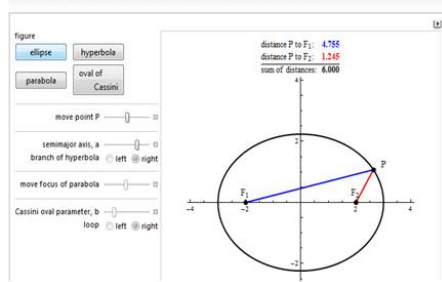 figure
ellipse
hyperbola
parabola
oval of
Cassini
move point P
semimajor axis, a
branch of hyperbola left right
move focus of parabola
Cassini oval parameter, b
loop left right
distance P to F₁: 4.755
distance P to F₂: 1.245
sum of distances: 6.000
4
2
P
F₁
F₂
-4
-2
2
4
-2